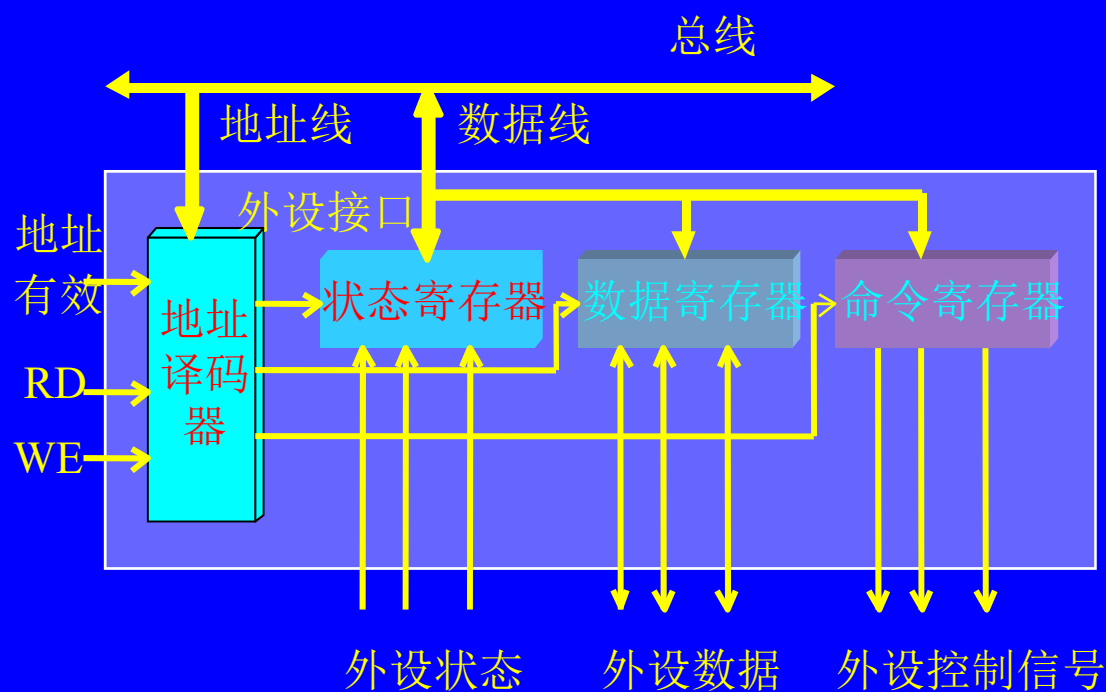 总线
地址线
数据线
外设接口
地址
有效
RD
WE
地址
译码
器
状态寄存器
数据寄存器
命令寄存器
外设状态
外设数据
外设控制信号